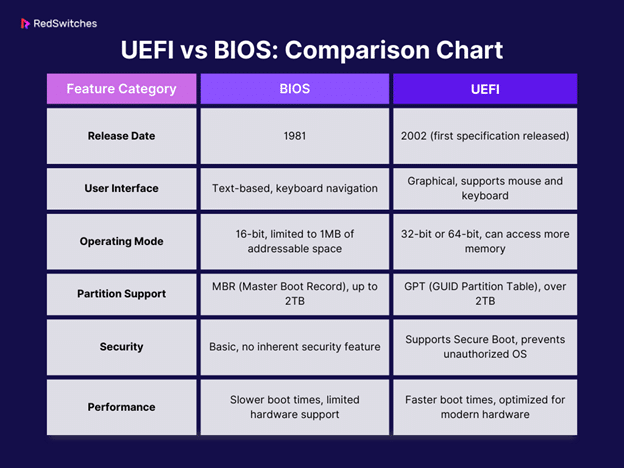 RedSwitches
UEFI vs BIOS: Comparison Chart
Feature Category
BIOS
UEFI
Release Date
1981
2002 (first specification released)
User Interface
Text-based, keyboard navigation
Graphical, supports mouse and
keyboard
Operating Mode
16-bit, limited to 1MB of
addressable space
32-bit or 64-bit, can access more
memory
Partition Support
MBR (Master Boot Record), up to
2TB
GPT (GUID Partition Table), over
2TB
Security
Basic, no inherent security feature
Supports Secure Boot, prevents
unauthorized OS
Performance
Slower boot times, limited
hardware support
Faster boot times, optimized for
modern hardware